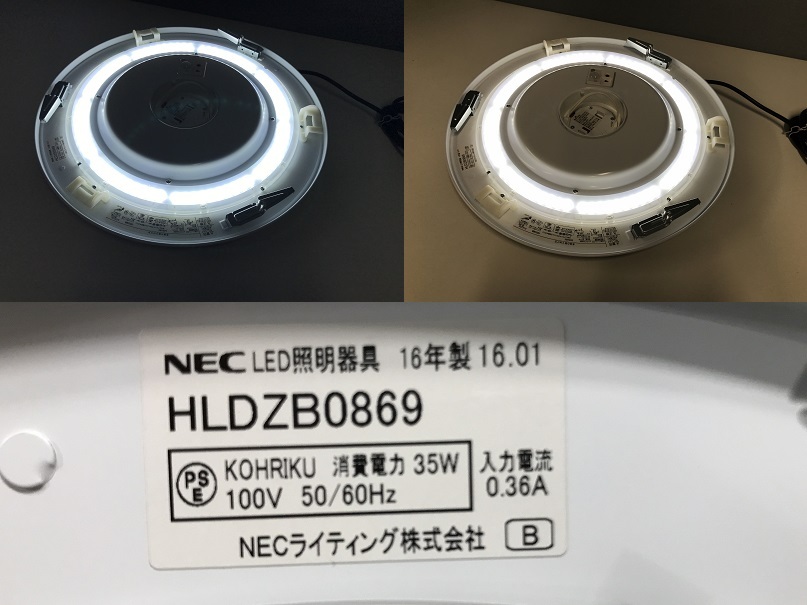 NEC LED照明器具 16年製 16.01
HLDZB0869
PSE KOHRIKU 消費電力 35W 入力電流
100V 50/60Hz 0.36A
NECライティング株式会社 B